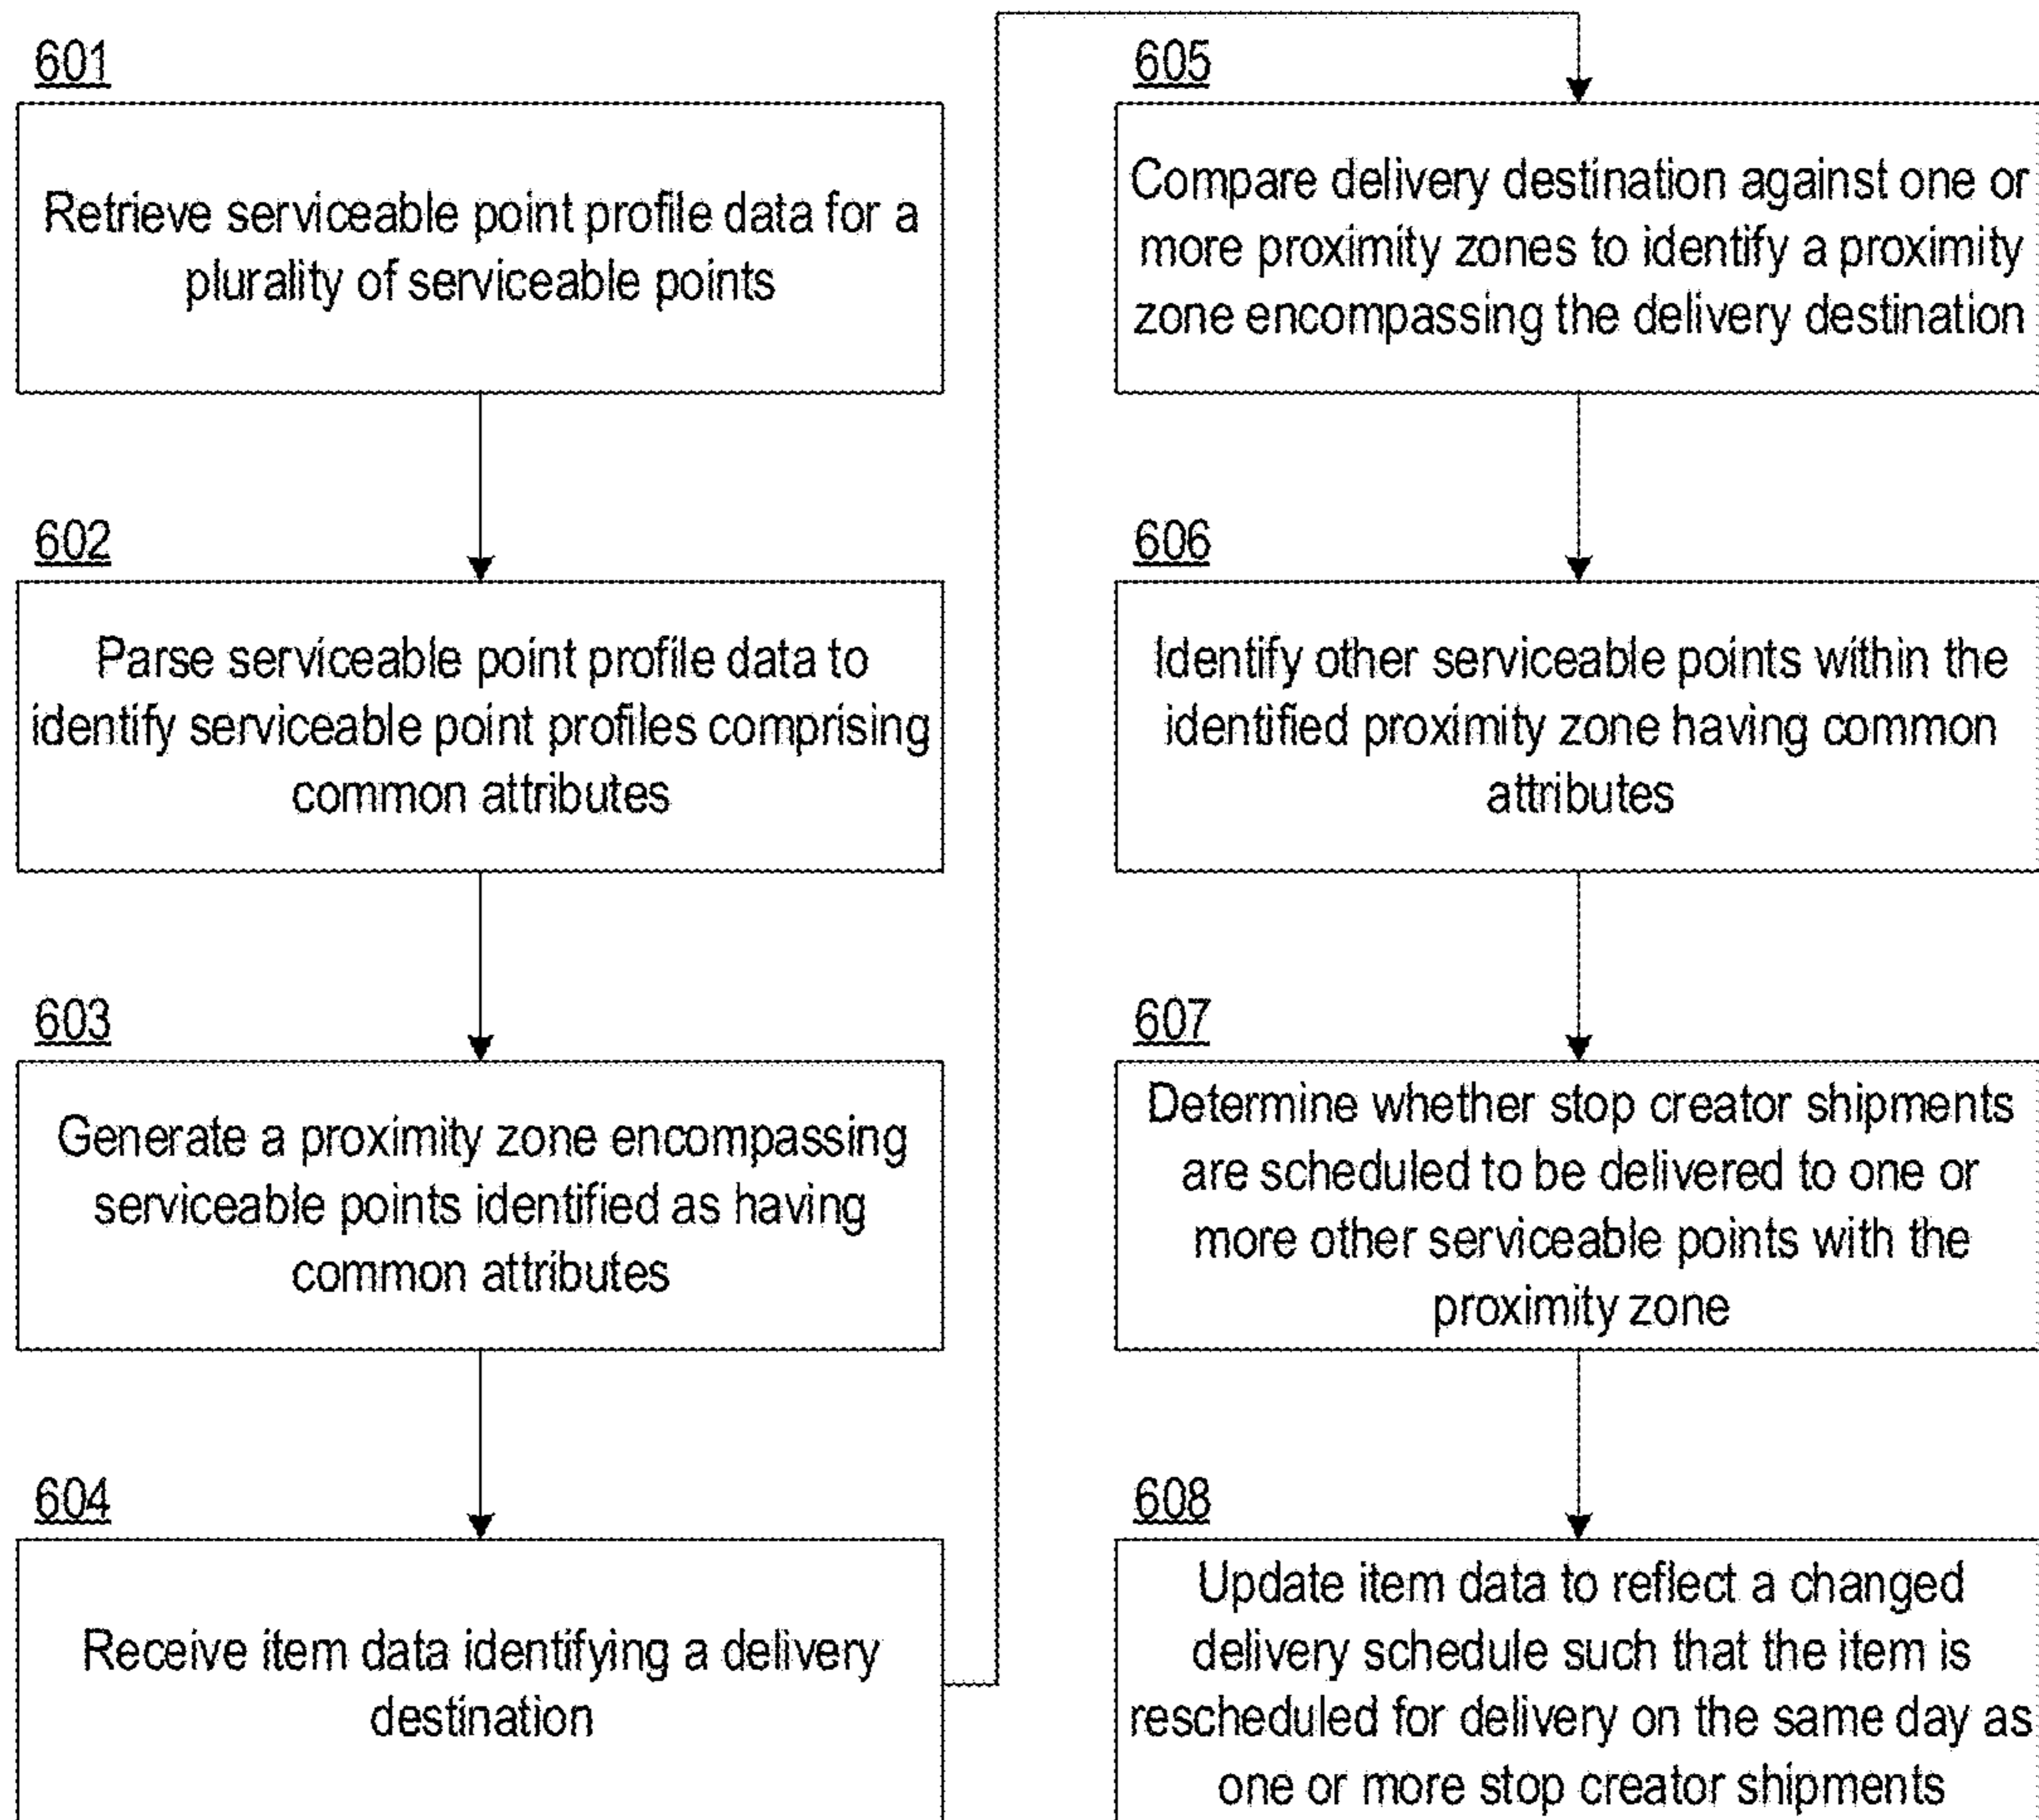 601
Retrieve serviceable point profile data for a
plurality of serviceable points
602
Parse serviceable point profile data to
identify serviceable point profiles comprising
common attributes
603
Generate a proximity zone encompassing
serviceable points identified as having
common attributes
604
Receive item data identifying a delivery
destination
605
Compare delivery destination against one or
more proximity zones to identify a proximity
zone encompassing the delivery destination
606
Identify other serviceable points within the
identified proximity zone having common
attributes
607
Determine whether stop creator shipments
are scheduled to be delivered to one or
more other serviceable points with the
proximity zone
608
Update item data to reflect a changed
delivery schedule such that the item is
rescheduled for delivery on the same day as
one or more stop creator shipments